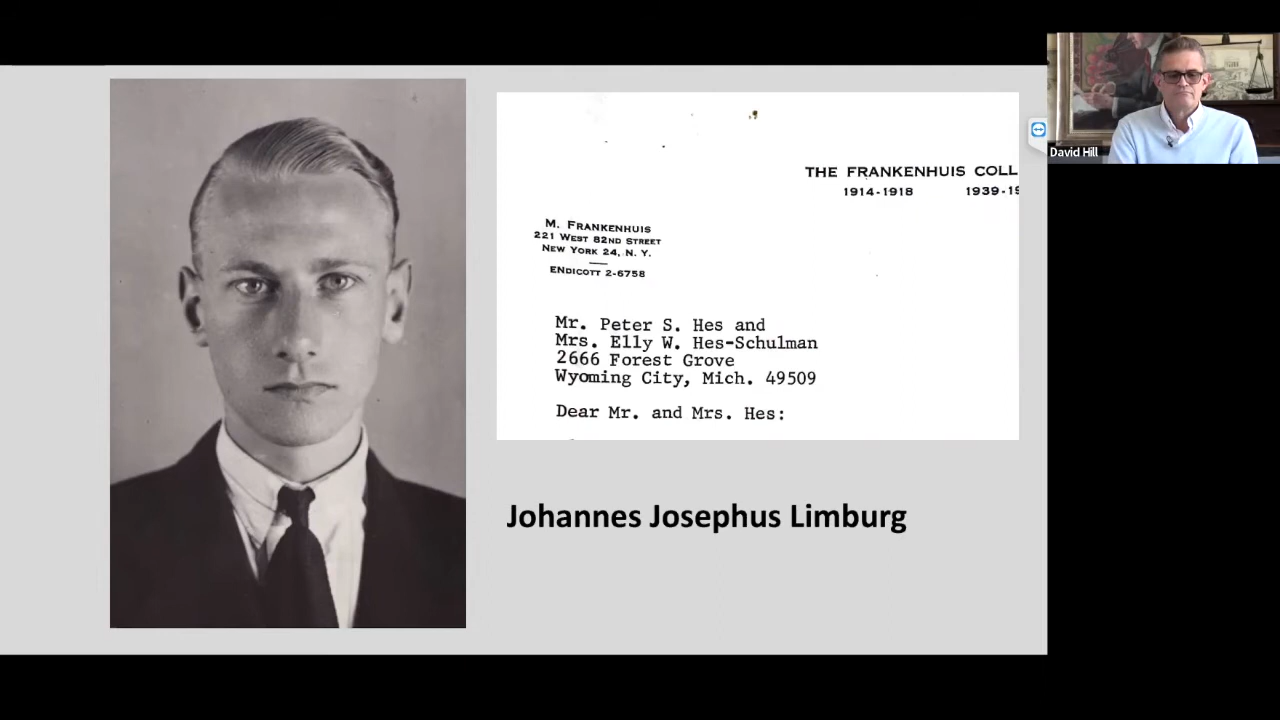 THE FRANKENHUIS COLL
1914-1918 1939-19
M. FRANKENHUIS
221 WEST 82ND STREET
NEW YORK 24, N. Y.
ENDICOTT 2-6758
Mr. Peter S. Hes and
Mrs. Elly W. Hes-Schulman
2666 Forest Grove
Wyoming City, Mich. 49509
Dear Mr. and Mrs. Hes:
Johannes Josephus Limburg
David Hill